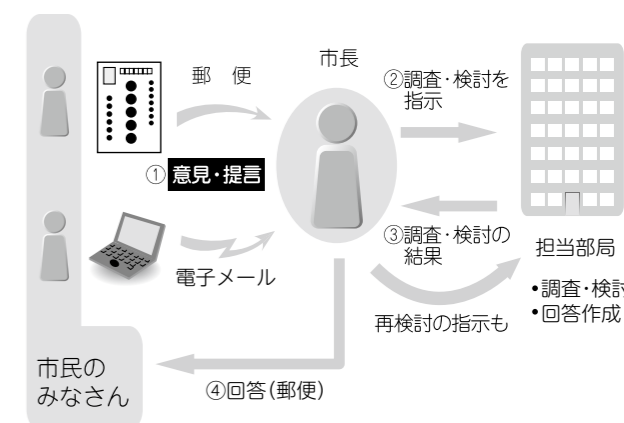 郵便
市長
②調査・検討を
指示
①意見・提言
③調査・検討の
結果
電子メール
担当部局
•調査・検討
•回答作成
再検討の指示も
市民の
みなさん
④回答(郵便)